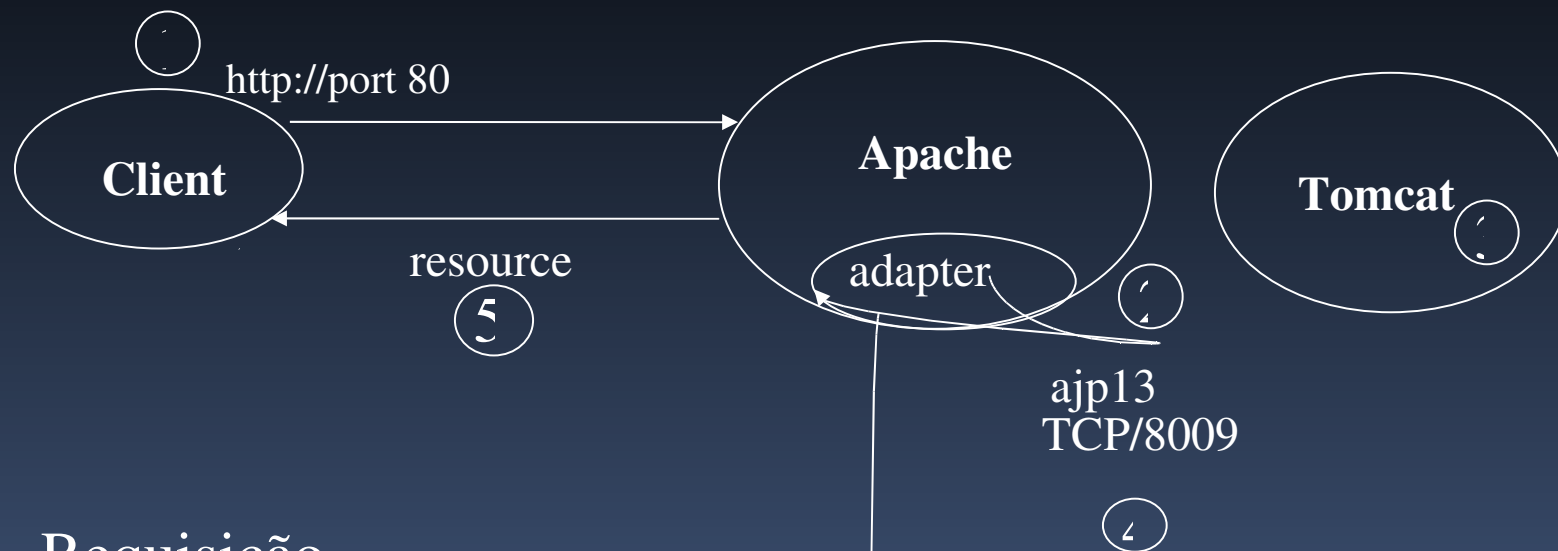 http://port 80
Client
Apache
Tomcat
resource
adapter
5
ajp13
TCP/8009
Requisição